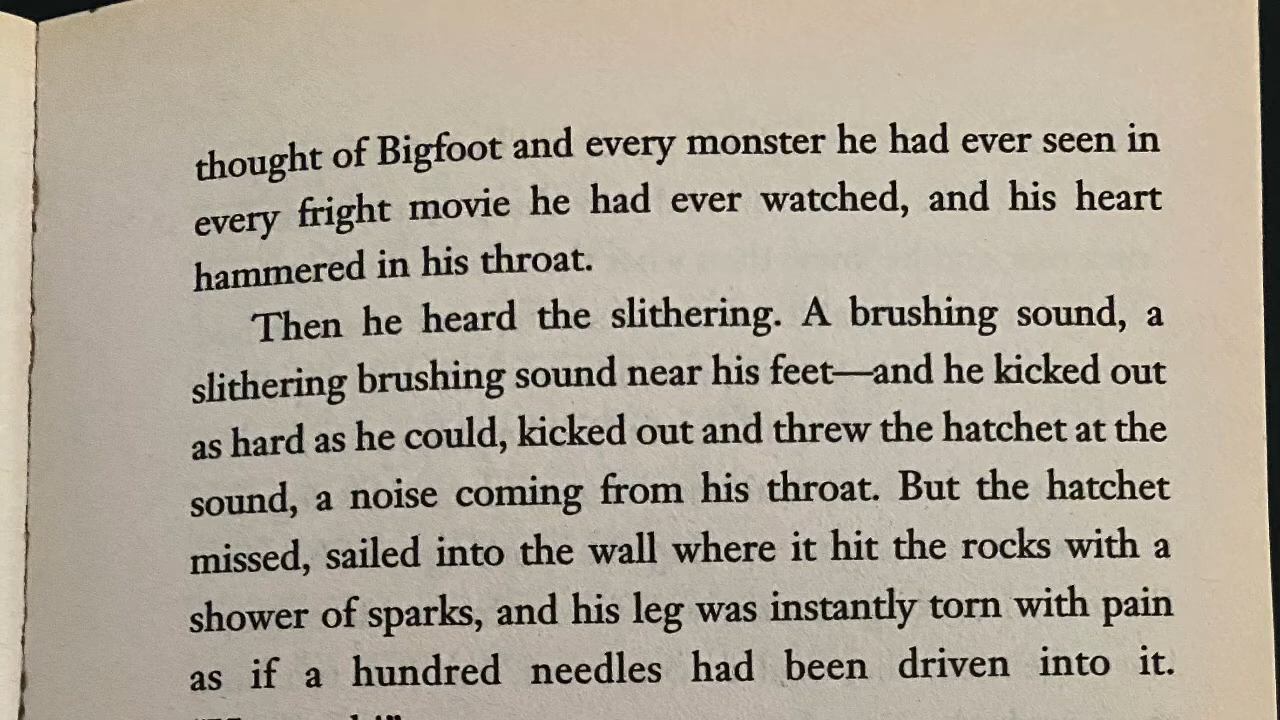 thought of Bigfoot and every monster he had ever seen in
every fright movie he had ever watched, and his heart
hammered in his throat.
Then he heard the slithering. A brushing sound, a
slithering brushing sound near his feet—and he kicked out
as hard as he could, kicked out and threw the hatchet at the
sound, a noise coming from his throat. But the hatchet
missed, sailed into the wall where it hit the rocks with a
shower of sparks, and his leg was instantly torn with pain
as if a hundred needles had been driven into it.